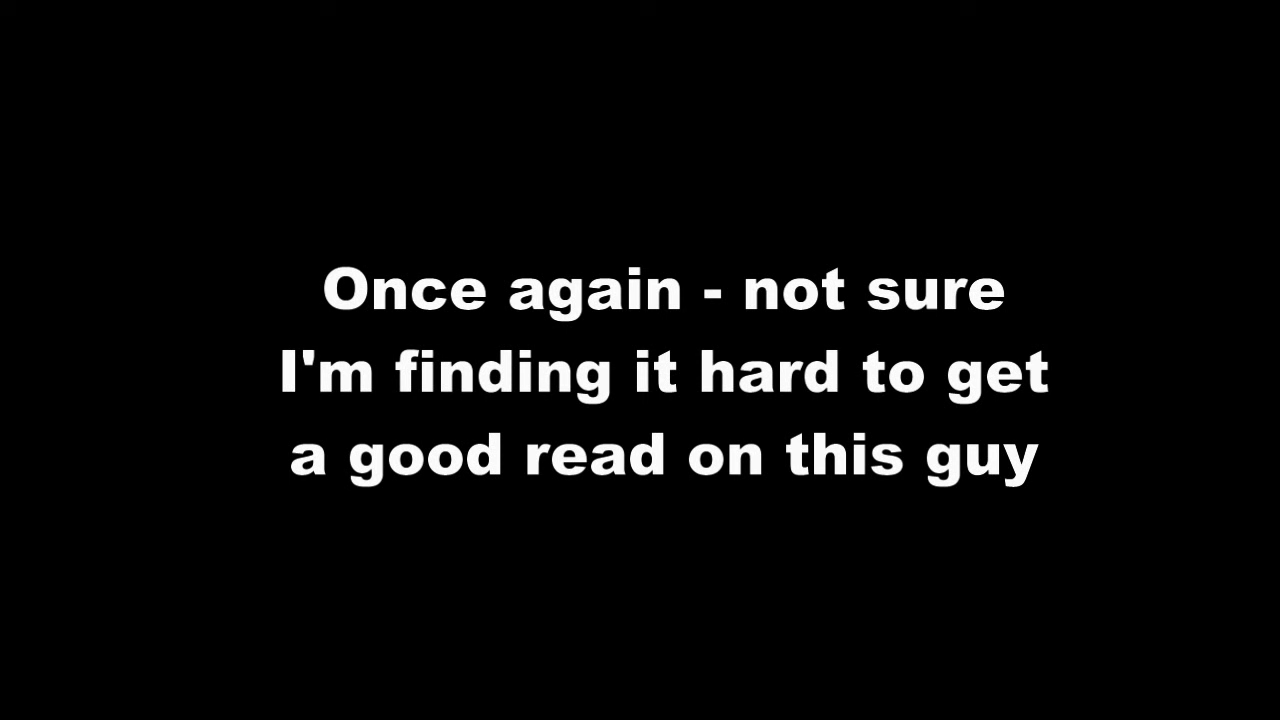 Once again - not sure
I'm finding it hard to get
a good read on this guy